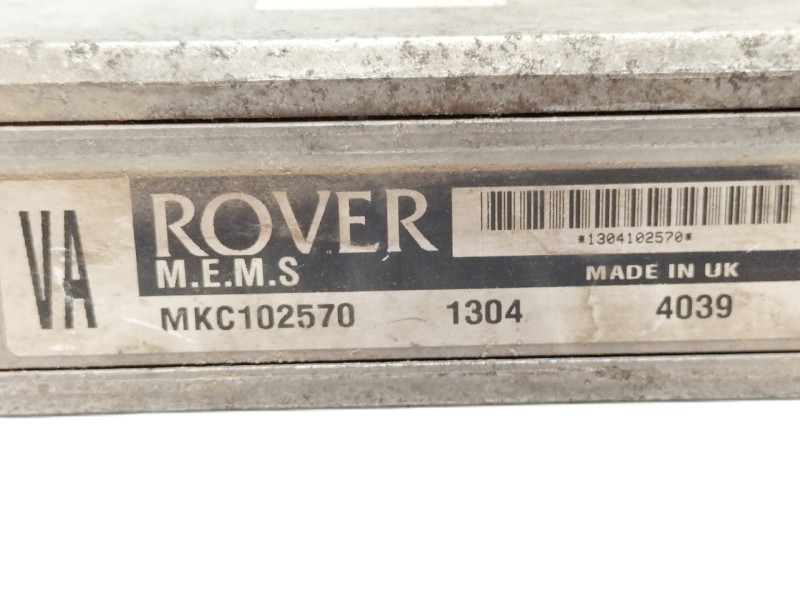 VA
ROVER
*1304102570*
M.E.M.S
MADE IN UK
MKC102570 1304 4039